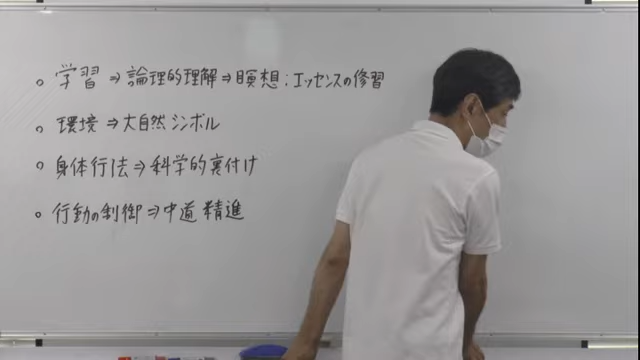 ○ 学習⇒論理的理解⇒瞑想;エッセンスの修習
○ 環境⇒大自然 シンボル
○ 身体行法⇒科学的裏付け
○ 行動の制御⇒中道 精進